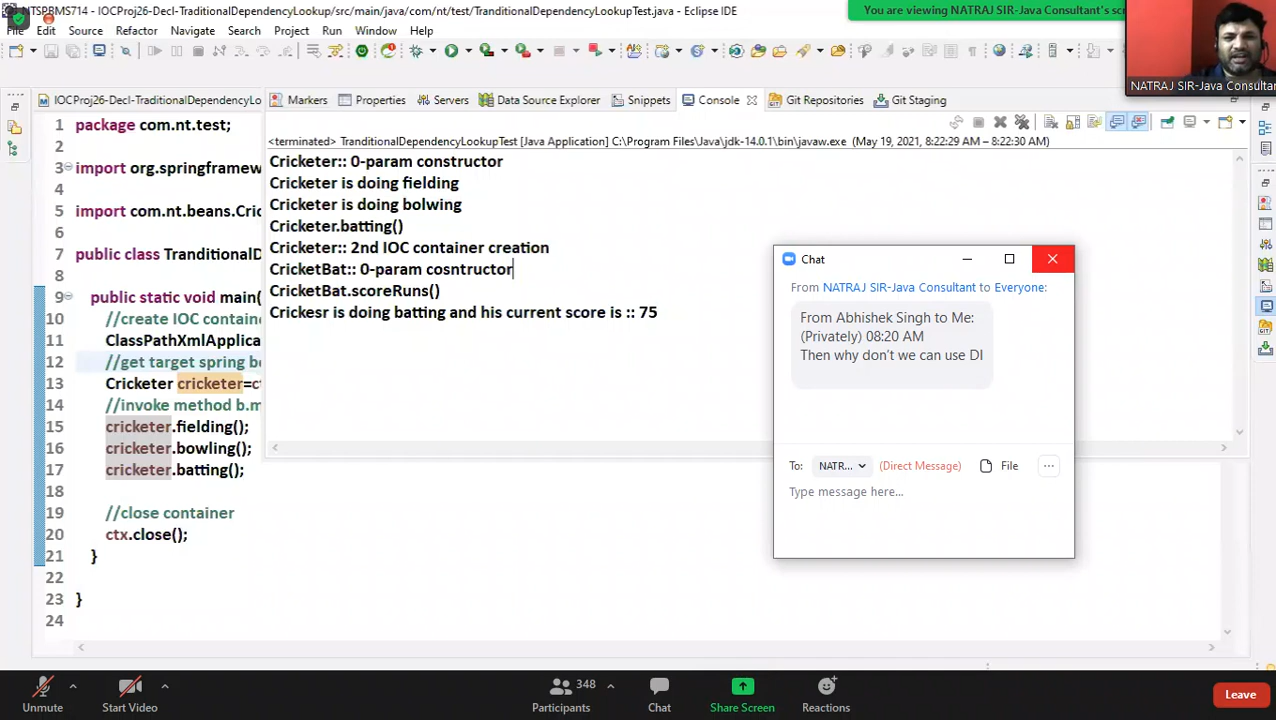 NTSPBMS714 - IOCProj26-Decl-TraditionalDependencyLookup/src/main/java/com/nt/test/TranditionalDependencyLookupTest.java - Eclipse IDE
You are viewing NATRAJ SIR-Java Consultant's scr
File Edit Source Refactor Navigate Search Project Run Window Help
NATRAJ SIR-Java Consultant
IOCProj26-Decl-TraditionalDependencyLo
Markers Properties Servers Data Source Explorer Snippets Console Git Repositories Git Staging
<terminated> TranditionalDependencyLookupTest [Java Application] C:\Program Files\Java\jdk-14.0.1\bin\javaw.exe (May 19, 2021, 8:22:29 AM – 8:22:30 AM)
1 package com.nt.test;
2
3 import org.springframew
4
5 import com.nt.beans.Cric
6
7 public class TranditionalD
8
9 public static void main(
10 //create IOC containe
11 ClassPathXmlApplica
12 //get target spring be
13 Cricketer cricketer=ct
14 //invoke method b.m
15 cricketer.fielding();
16 cricketer.bowling();
17 cricketer.batting();
18
19 //close container
20 ctx.close();
21 }
22
23 }
24
Cricketer:: 0-param constructor
Cricketer is doing fielding
Cricketer is doing bolwing
Cricketer.batting()
Cricketer:: 2nd IOC container creation
CricketBat:: 0-param cosntructor
CricketBat.scoreRuns()
Crickesr is doing batting and his current score is :: 75
Chat
From NATRAJ SIR-Java Consultant to Everyone:
From Abhishek Singh to Me:
(Privately) 08:20 AM
Then why don't we can use DI
To: NATR... (Direct Message) File ...
Type message here...
348
Unmute Start Video Participants Chat Share Screen Reactions Leave